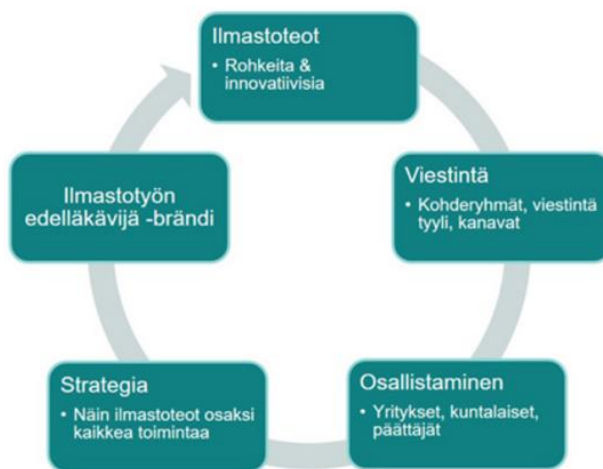 Ilmastoteot
• Rohkeita &
innovatiivisia
Viestintä
• Kohderyhmät, viestintä
tyyli, kanavat
Osallistaminen
• Yritykset, kuntalaiset,
päättäjät
Strategia
• Näin ilmastoteot osaksi
kaikkea toimintaa
Ilmastotyön
edelläkävijä -brändi